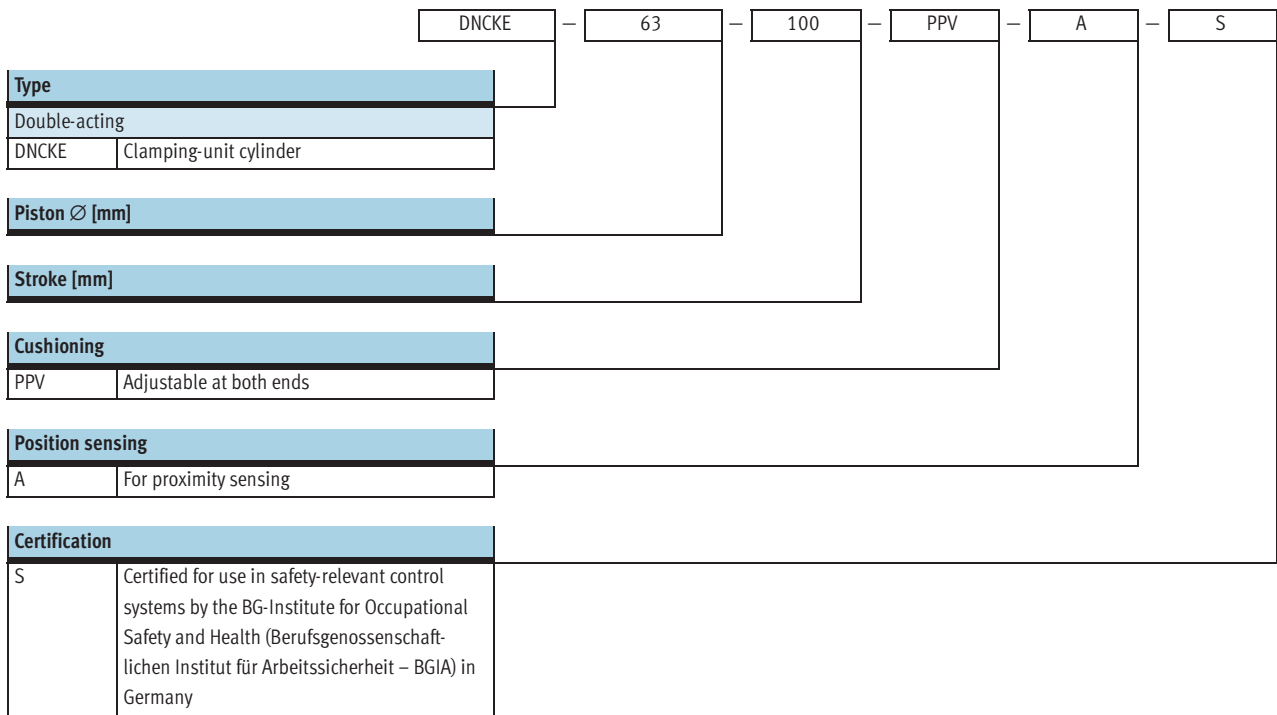 DNCKE – 63 – 100 – PPV – A – S
Type
Double-acting
DNCKE Clamping-unit cylinder
Piston ∅ [mm]
Stroke [mm]
Cushioning
PPV Adjustable at both ends
Position sensing
A For proximity sensing
Certification
S Certified for use in safety-relevant control
systems by the BG-Institute for Occupational
Safety and Health (Berufsgenossenschaft-
lichen Institut für Arbeitssicherheit – BGIA) in
Germany